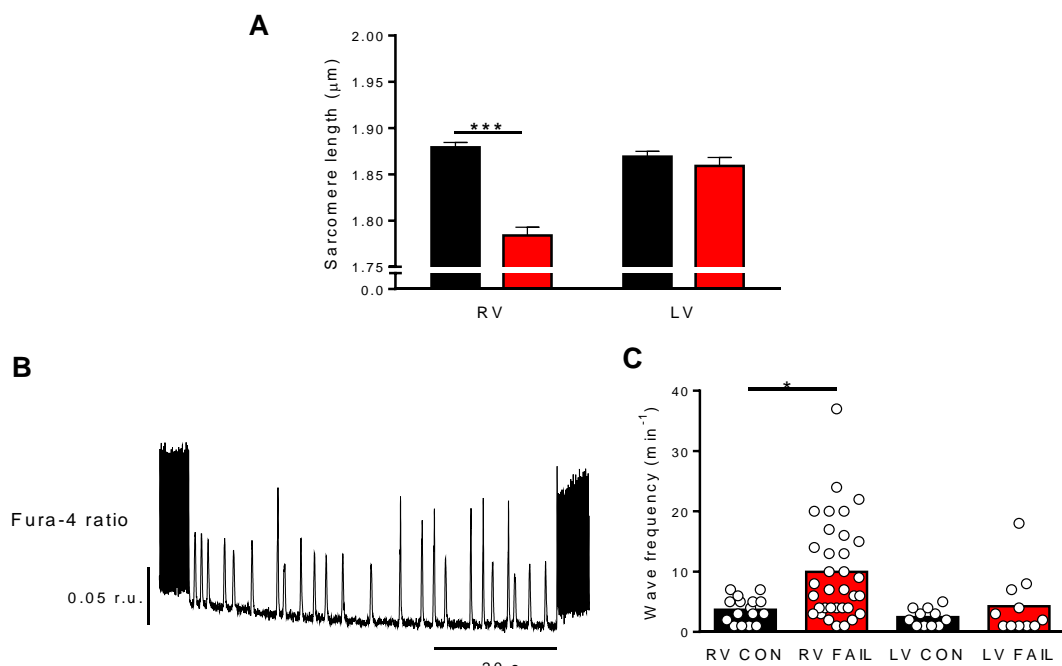 A
Sarcomere length (μm)
2.00
1.95
1.90
1.85
1.80
1.75
0.0
***
RV
LV
B
Fura-4 ratio
0.05 r.u.
C
Wave frequency (min⁻¹)
40
30
20
10
0
*
RV CON
RV FAIL
LV CON
LV FAIL